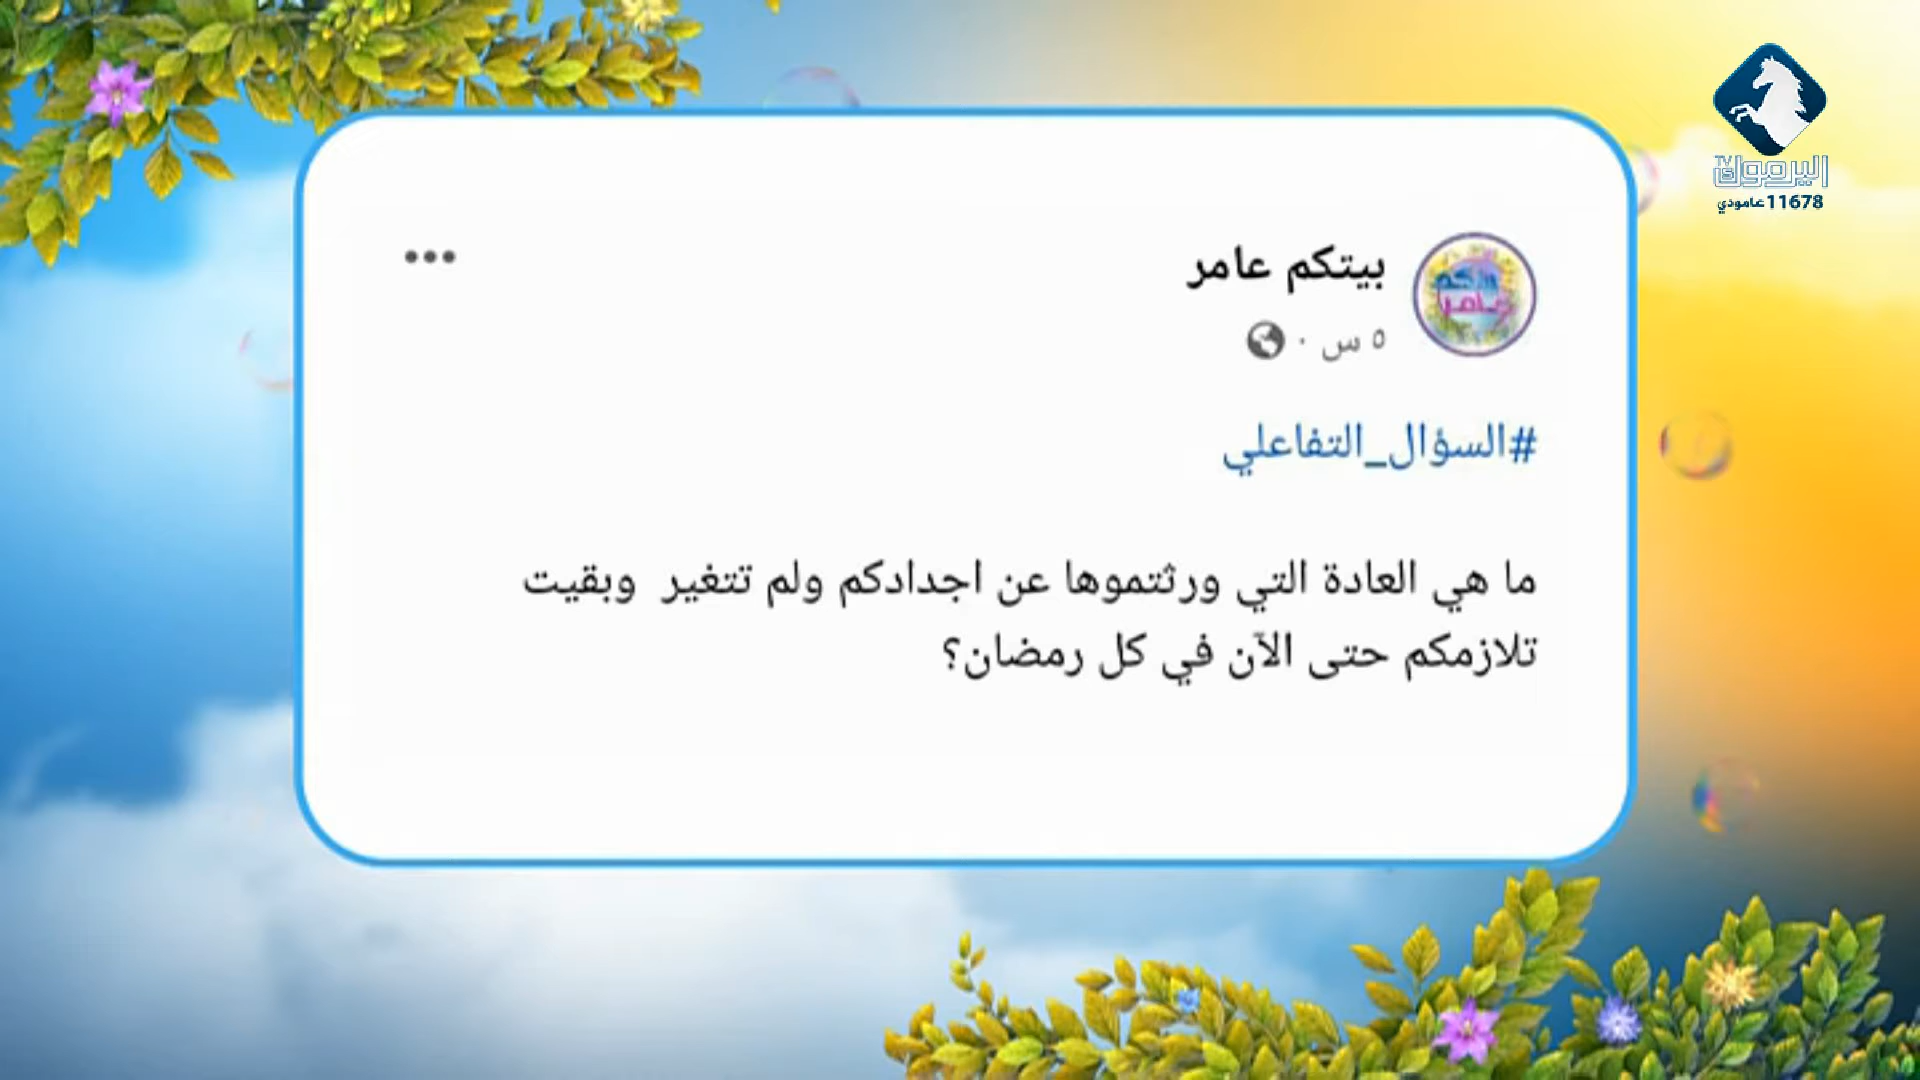 اليرموك TV
11678 عامودي
بيتكم عامر
٥ س ·
#السؤال_التفاعلي
ما هي العادة التي ورثتموها عن اجدادكم ولم تتغير وبقيت
تلازمكم حتى الآن في كل رمضان؟